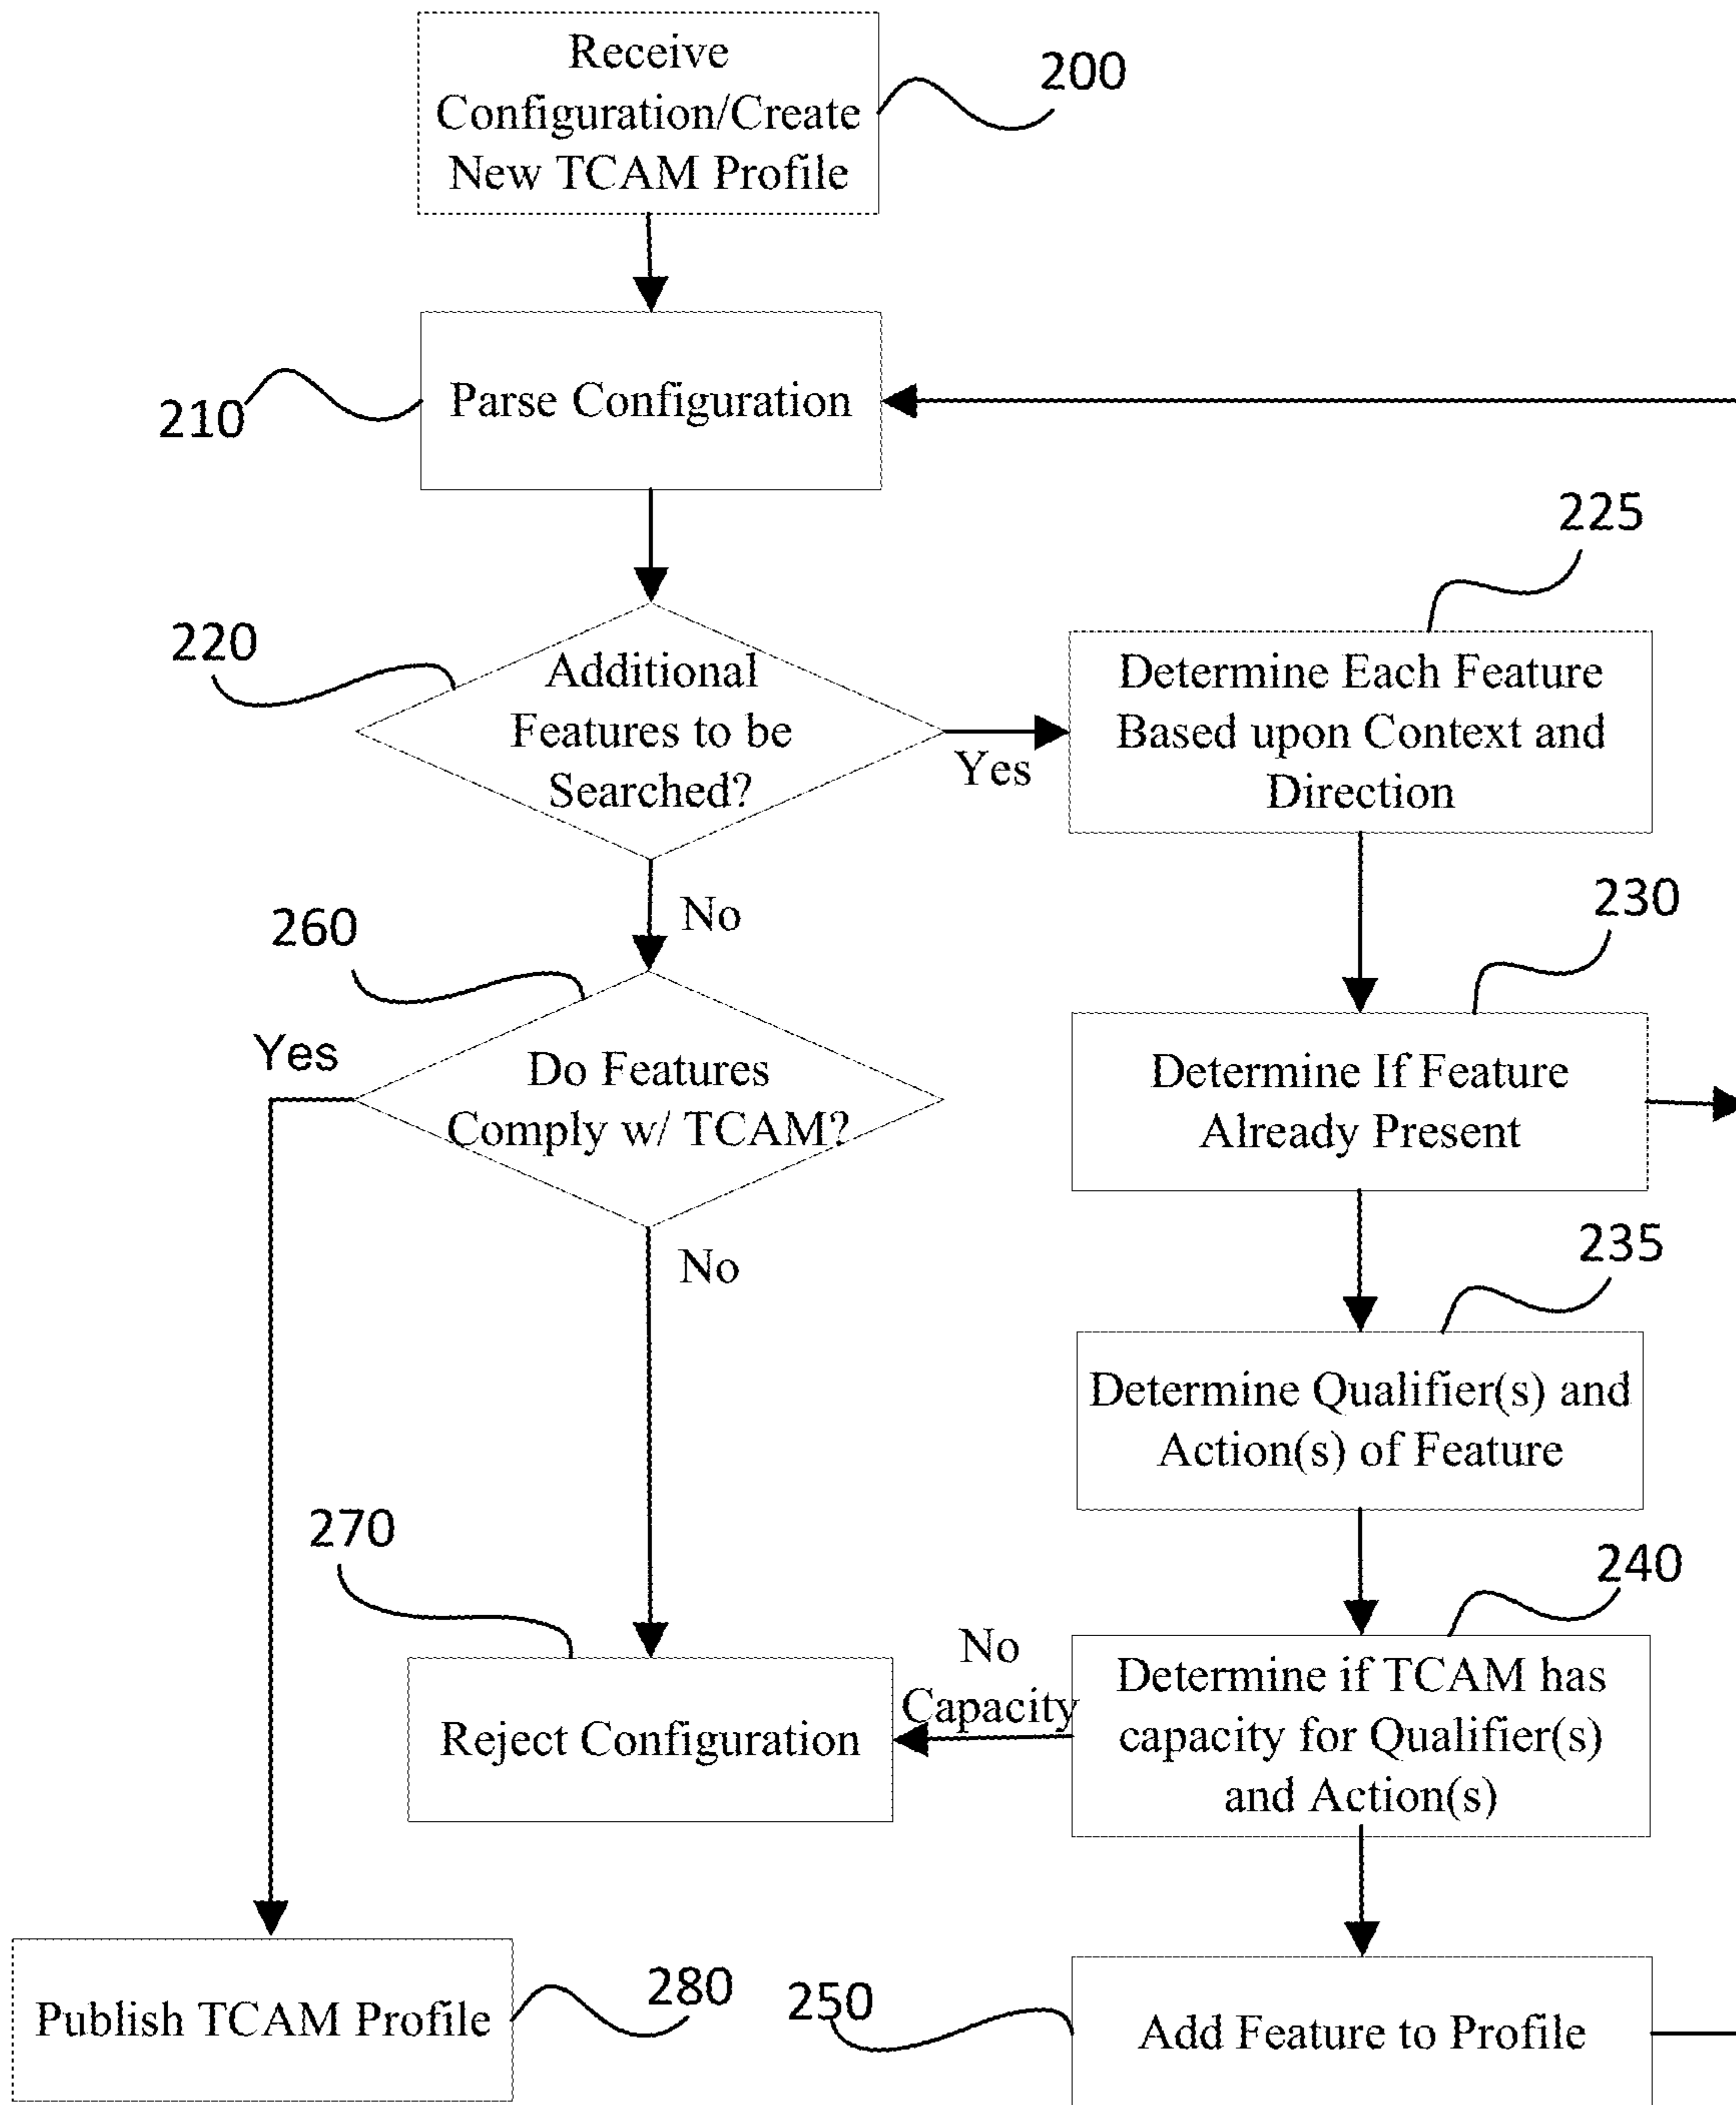 Receive
Configuration/Create
New TCAM Profile
200
Parse Configuration
210
225
220
Additional
Features to be
Searched?
Yes
Determine Each Feature
Based upon Context and
Direction
No
260
230
Yes
Do Features
Comply w/ TCAM?
Determine If Feature
Already Present
No
235
Determine Qualifier(s) and
Action(s) of Feature
270
240
No
Capacity
Reject Configuration
Determine if TCAM has
capacity for Qualifier(s)
and Action(s)
Publish TCAM Profile
280
250
Add Feature to Profile